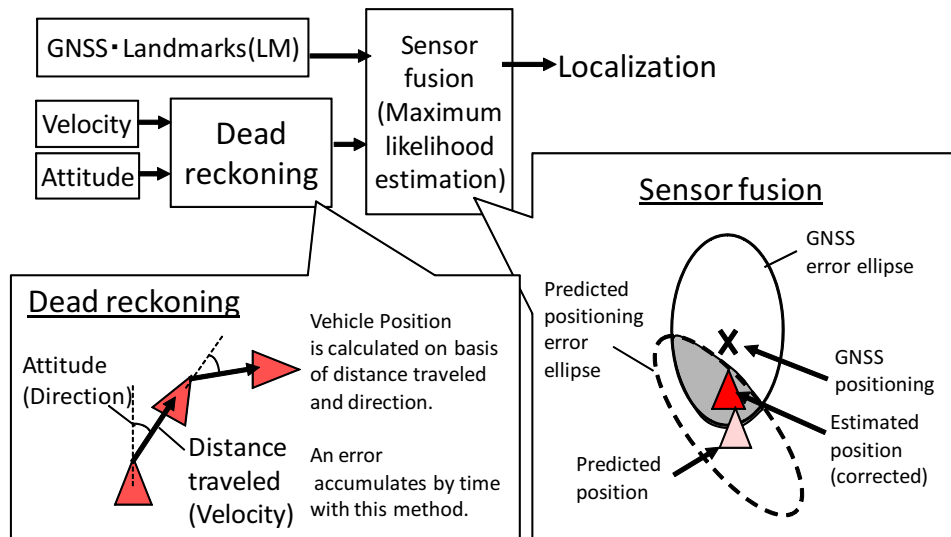 GNSS・Landmarks(LM)
Velocity
Attitude
Dead
reckoning
Sensor
fusion
(Maximum
likelihood
estimation)
Localization
Dead reckoning
Attitude
(Direction)
Distance
traveled
(Velocity)
Vehicle Position
is calculated on basis
of distance traveled
and direction.
An error
accumulates by time
with this method.
Sensor fusion
GNSS
error ellipse
Predicted
positioning
error
ellipse
GNSS
positioning
Estimated
position
(corrected)
Predicted
position